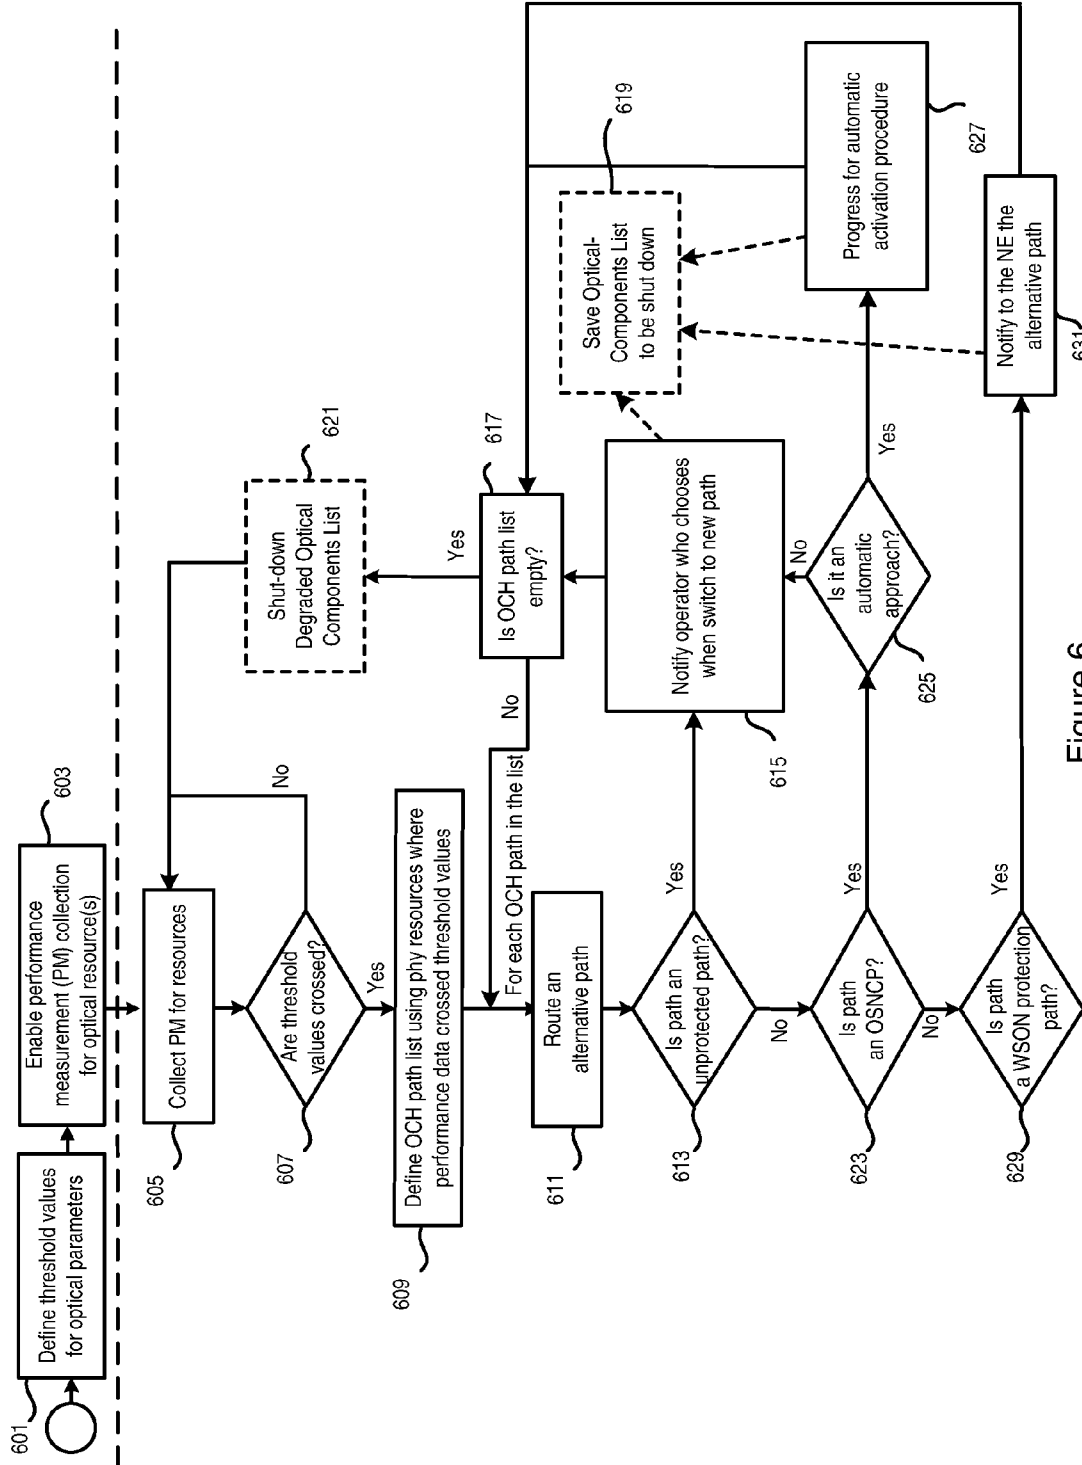 601
Define threshold values
for optical parameters
Enable performance
measurement (PM) collection
for optical resource(s)
603
Collect PM for resources
605
Are threshold
values crossed?
607
No
Yes
Define OCH path list using phy resources where
performance data crossed threshold values
609
For each OCH path in the list
Route an
alternative path
611
Is path an
unprotected path?
613
Yes
No
Notify operator who chooses
when switch to new path
615
Is OCH path list
empty?
617
No
Yes
Save Optical-
Components List
to be shut down
619
Shut-down
Degraded Optical
Components List
621
Is path
an OSNCP?
623
Yes
No
Is it an
automatic
approach?
625
No
Yes
Progress for automatic
activation procedure
627
Is path
a WSON protection
path?
629
Yes
Notify to the NE the
alternative path
631
Figure 6